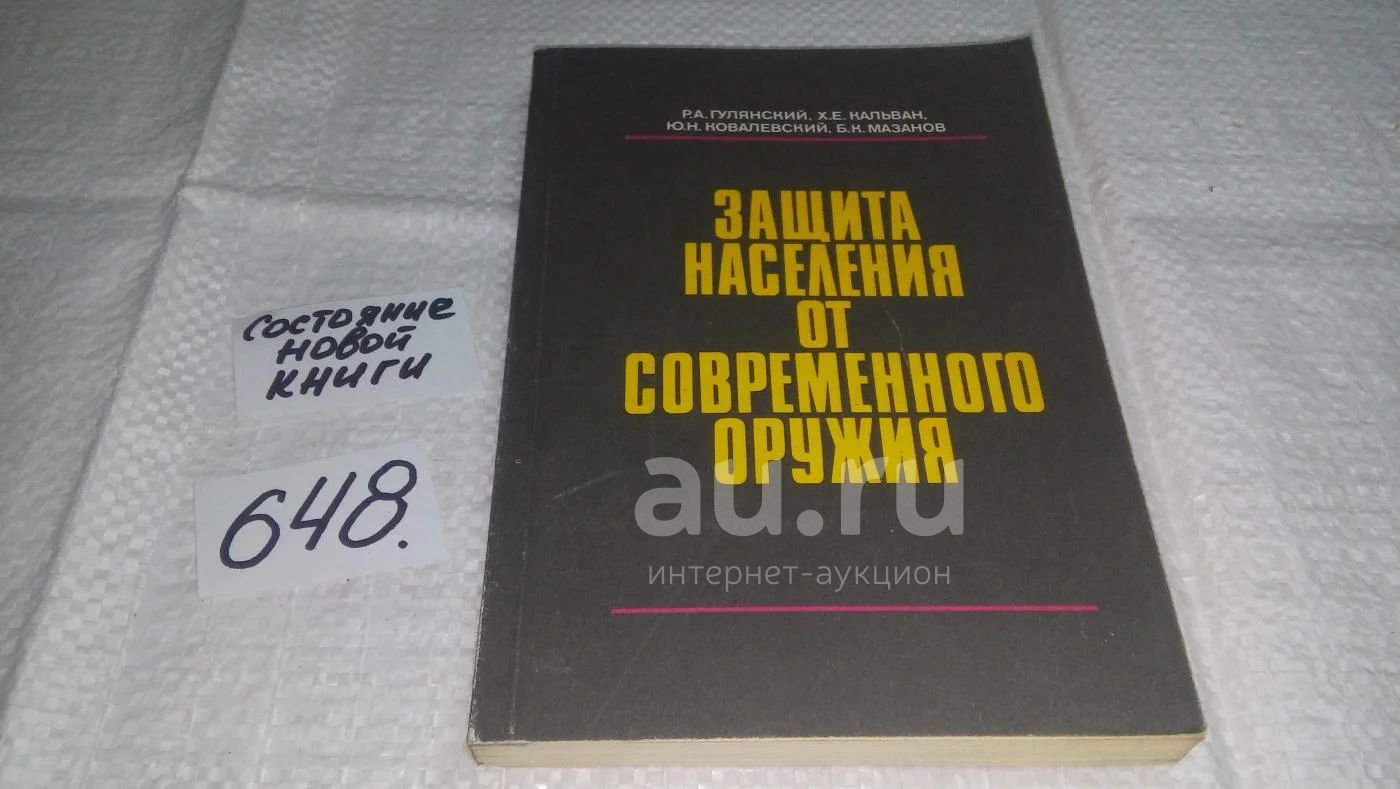 Р.А. ГУЛЯНСКИЙ, Х.Е. КАЛЬВАН,
Ю.Н. КОВАЛЕВСКИЙ, Б.К. МАЗАНОВ
ЗАЩИТА
НАСЕЛЕНИЯ
ОТ
СОВРЕМЕННОГО
ОРУЖИЯ
au.ru
интернет-аукцион
состояние
новой
книги
648.